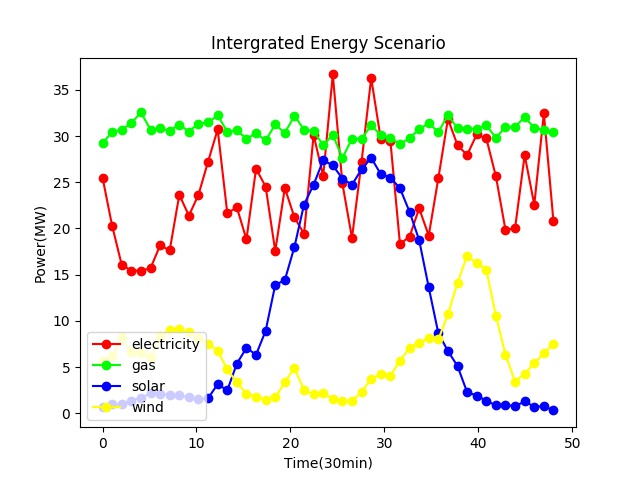 Intergrated Energy Scenario
Power(MW)
35
30
25
20
15
10
5
0
electricity
gas
solar
wind
0 10 20 30 40 50
Time(30min)